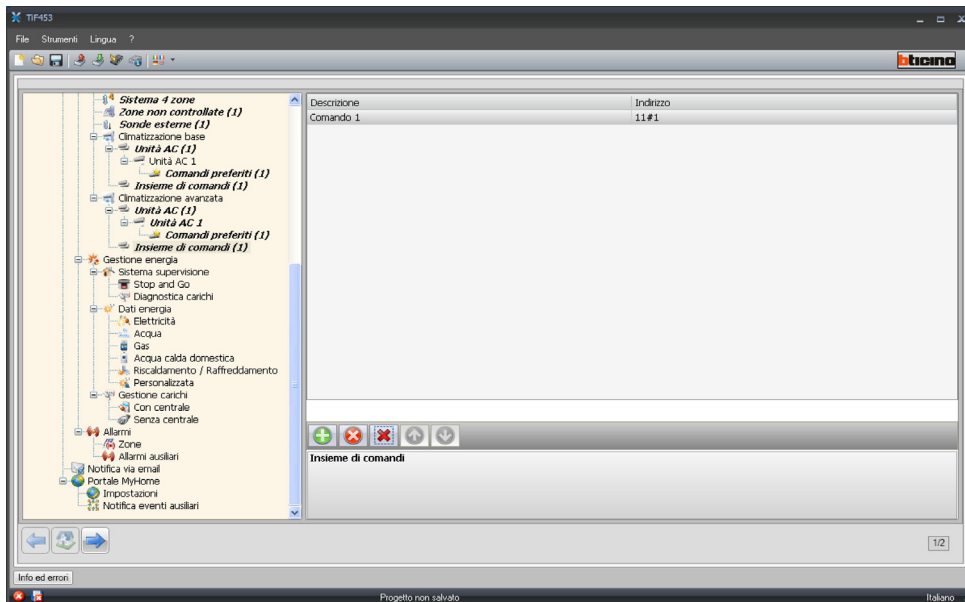 TIF453
File Strumenti Lingua ?
bticino
Sistema 4 zone
Zone non controllate (1)
Sonde esterne (1)
Climatizzazione base
Unità AC (1)
Unità AC 1
Comandi preferiti (1)
Insieme di comandi (1)
Climatizzazione avanzata
Unità AC (1)
Unità AC 1
Comandi preferiti (1)
Insieme di comandi (1)
Gestione energia
Sistema supervisione
Stop and Go
Diagnostica carichi
Dati energia
Elettricità
Acqua
Gas
Acqua calda domestica
Riscaldamento / Raffreddamento
Personalizzata
Gestione carichi
Con centrale
Senza centrale
Allarmi
Zone
Allarmi ausiliari
Notifica via email
Portale MyHome
Impostazioni
Notifica eventi ausiliari
Descrizione Indirizzo
Comando 1 11#1
Insieme di comandi
1/2
Info ed errori
Progetto non salvato Italiano